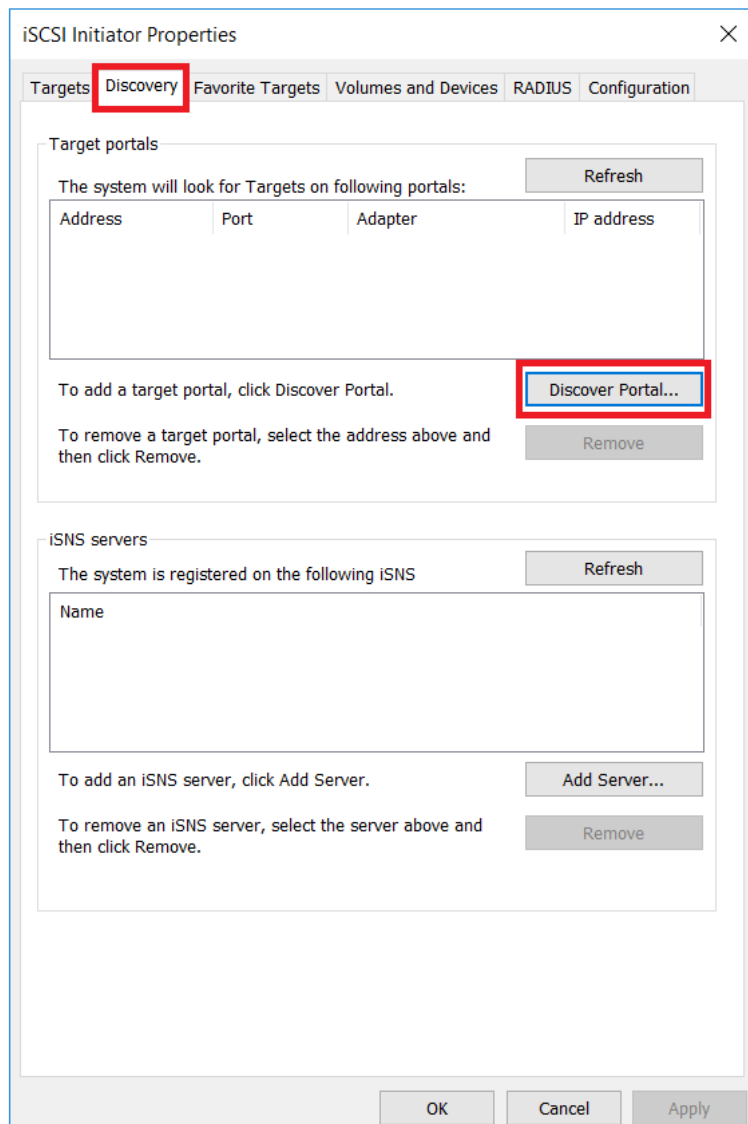 iSCSI Initiator Properties
Targets Discovery Favorite Targets Volumes and Devices RADIUS Configuration
Target portals
The system will look for Targets on following portals:
Refresh
Address Port Adapter IP address
To add a target portal, click Discover Portal.
Discover Portal...
To remove a target portal, select the address above and
then click Remove.
Remove
iSNS servers
The system is registered on the following iSNS
Refresh
Name
To add an iSNS server, click Add Server.
Add Server...
To remove an iSNS server, select the server above and
then click Remove.
Remove
OK Cancel Apply